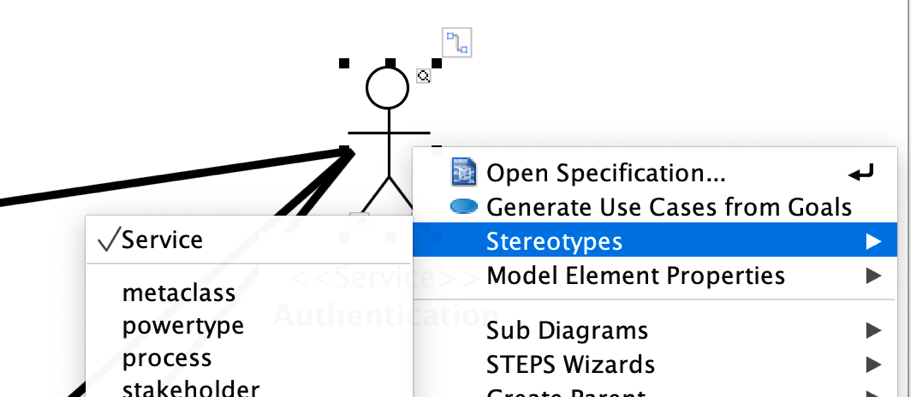 Open Specification...
Generate Use Cases from Goals
Stereotypes
Model Element Properties
Sub Diagrams
STEPS Wizards
Create Parent
Service
metaclass
powertype
process
stakeholder
<<Service>>
Authentication